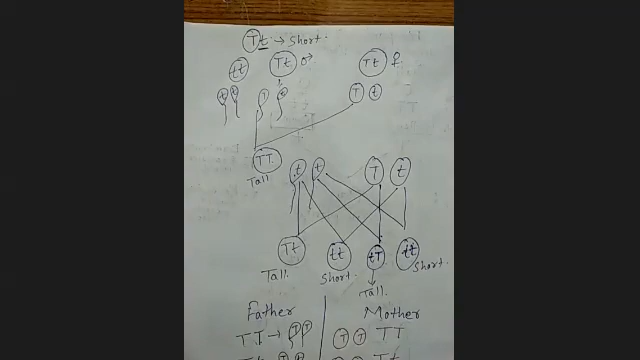 Tt → Short.
tt Tt ♂ Tt ♀
t t T t T t
TT.
Tall
t t T t
Tt tt tT tt
Tall. Short. Tall. Short.
Father Mother
TT → T T T T TT
Tt